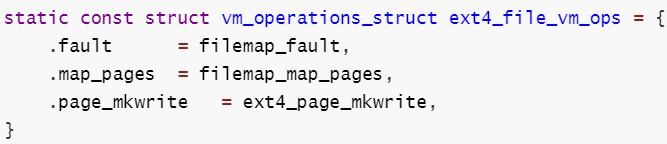 static const struct vm_operations_struct ext4_file_vm_ops = {
    .fault      = filemap_fault,
    .map_pages  = filemap_map_pages,
    .page_mkwrite   = ext4_page_mkwrite,
}